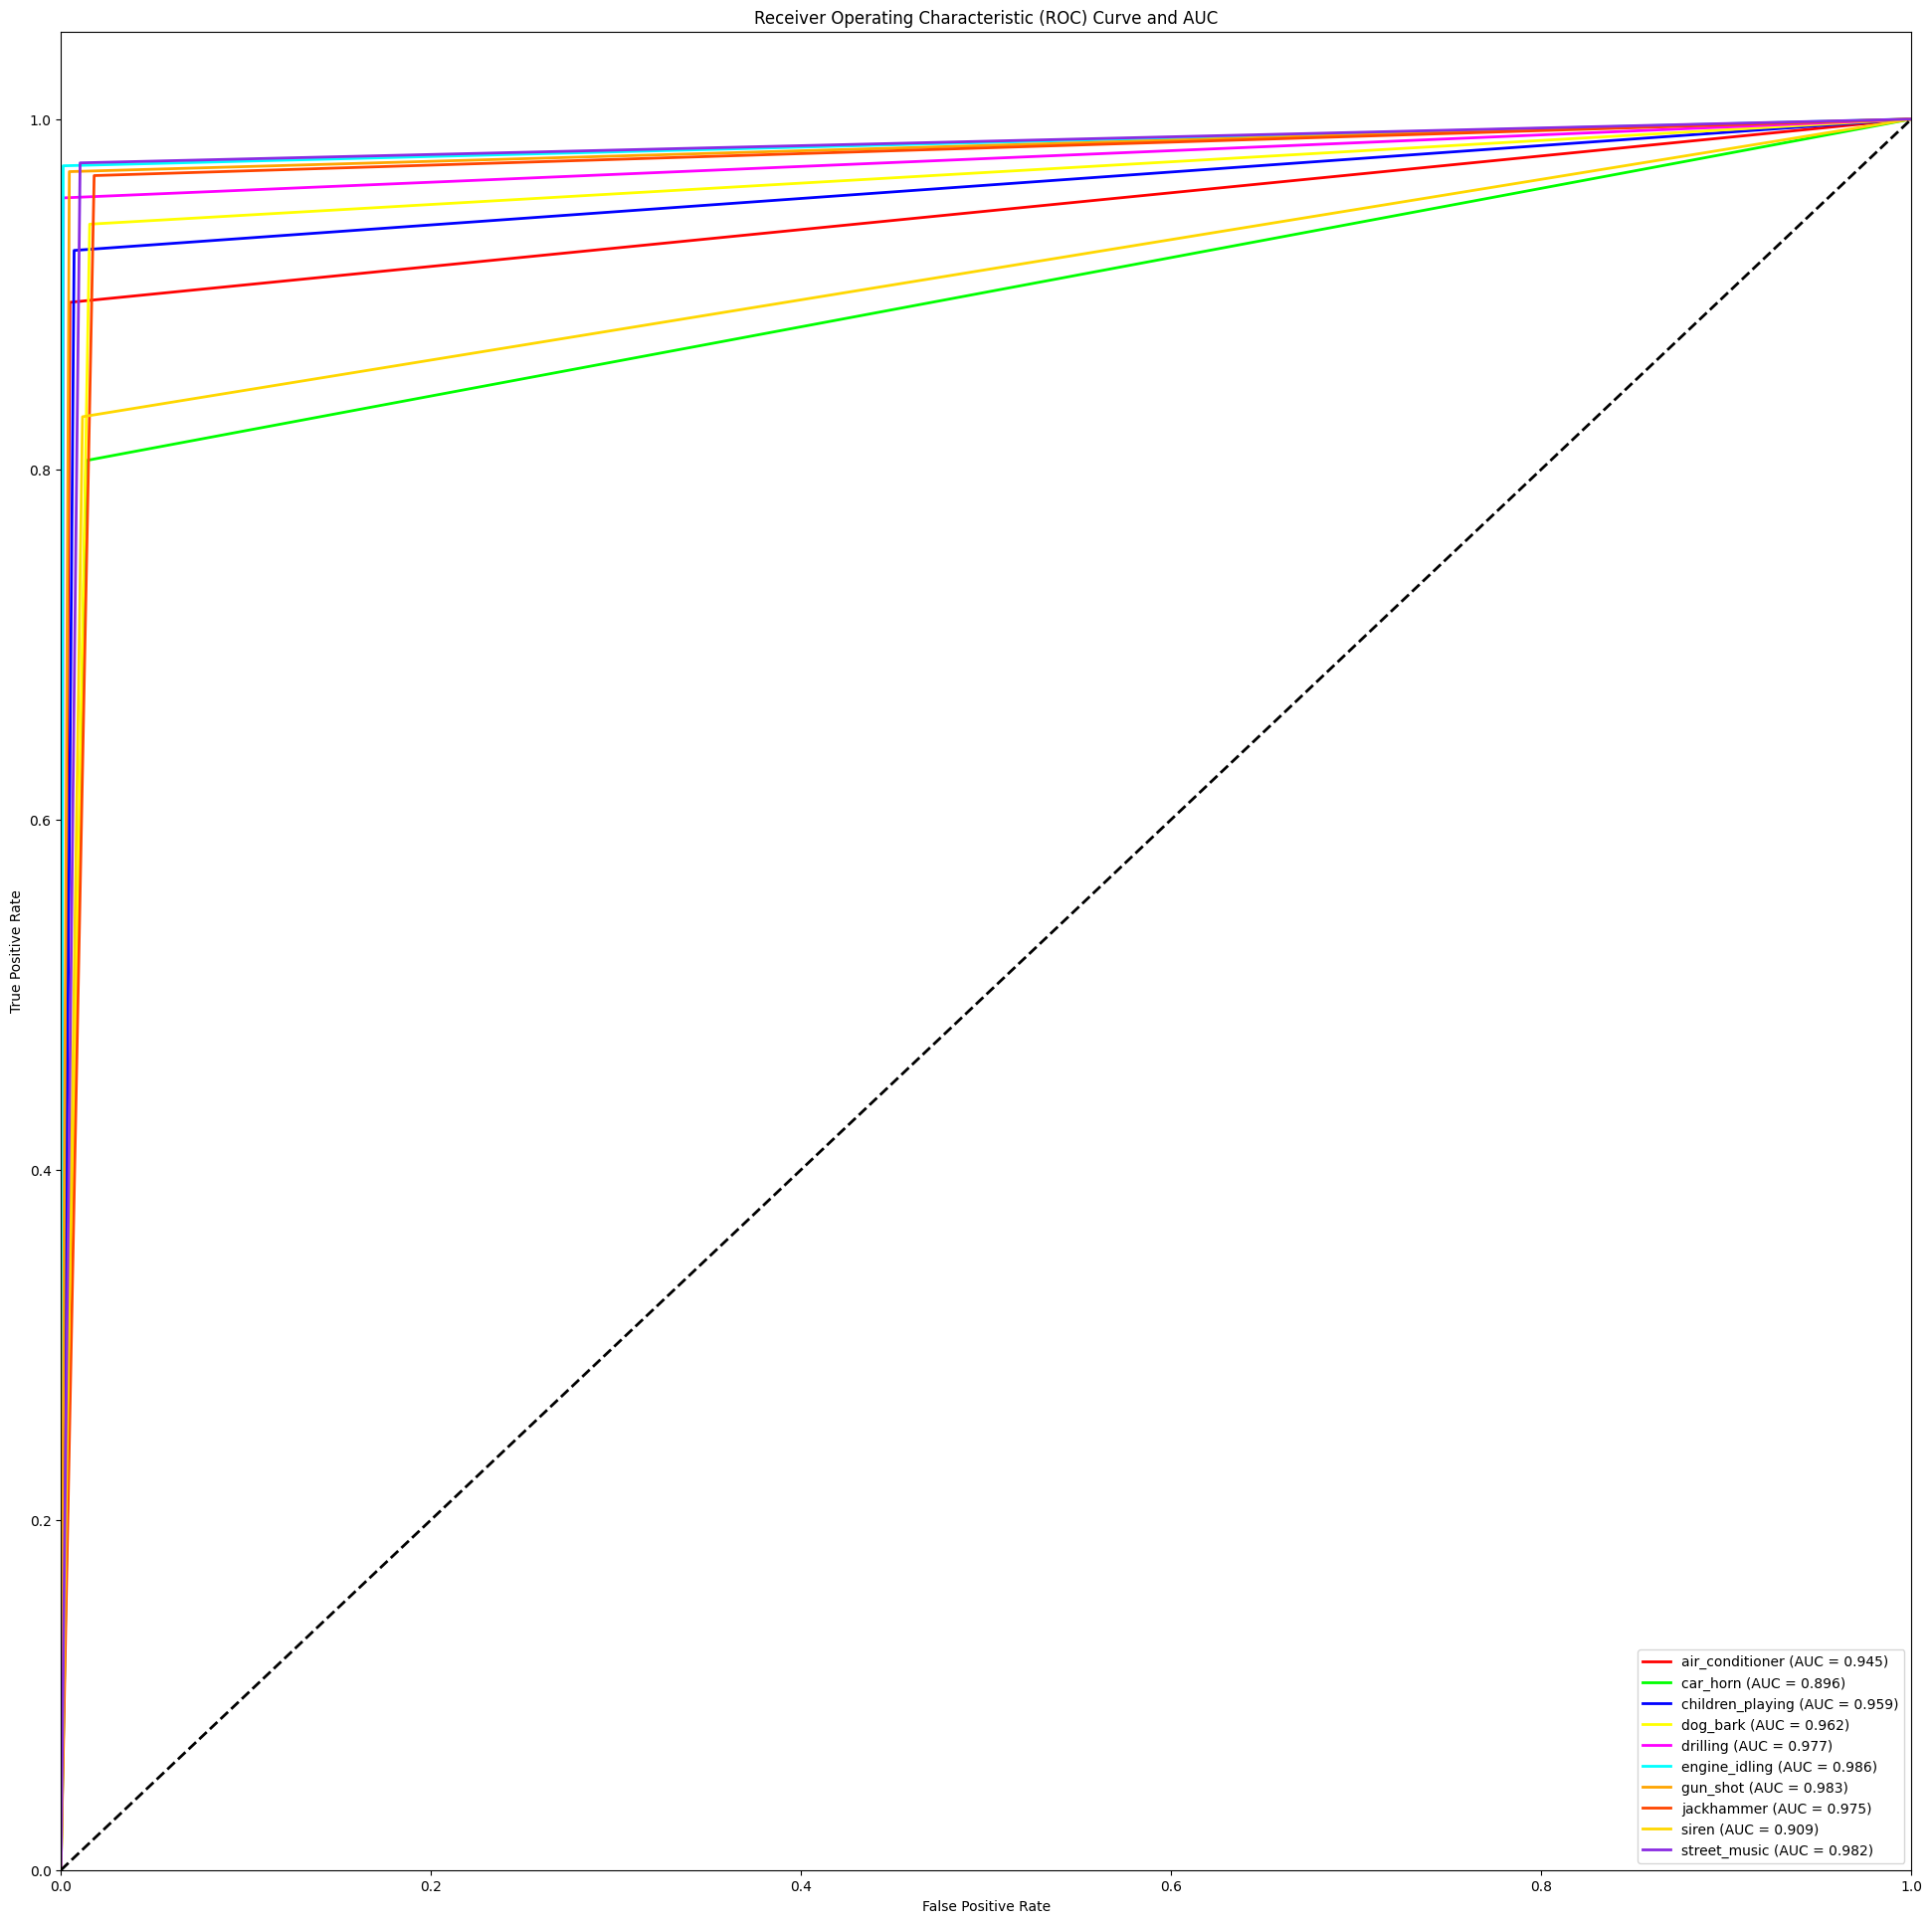 Receiver Operating Characteristic (ROC) Curve and AUC
1.0
0.8
0.6
0.4
0.2
0.0
True Positive Rate
0.0 0.2 0.4 0.6 0.8 1.0
False Positive Rate
air_conditioner (AUC = 0.945)
car_horn (AUC = 0.896)
children_playing (AUC = 0.959)
dog_bark (AUC = 0.962)
drilling (AUC = 0.977)
engine_idling (AUC = 0.986)
gun_shot (AUC = 0.983)
jackhammer (AUC = 0.975)
siren (AUC = 0.909)
street_music (AUC = 0.982)